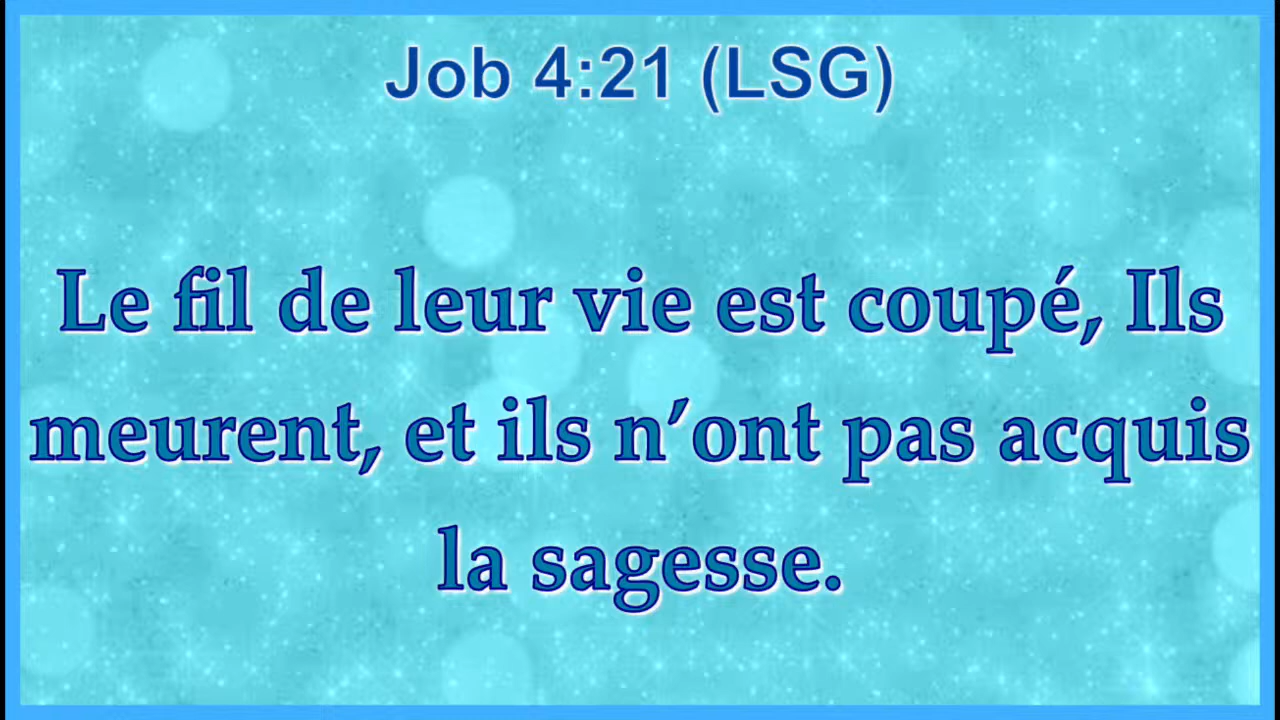 Job 4:21 (LSG)
Le fil de leur vie est coupé, Ils
meurent, et ils n’ont pas acquis
la sagesse.